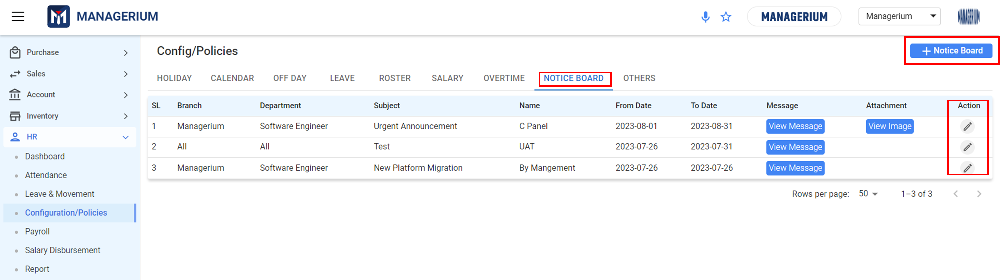 MANAGERIUM
MANAGERIUM
Managerium
MANAGERIUM
Purchase
Sales
Account
Inventory
HR
Dashboard
Attendance
Leave & Movement
Configuration/Policies
Payroll
Salary Disbursement
Report
Config/Policies
+ Notice Board
HOLIDAY CALENDAR OFF DAY LEAVE ROSTER SALARY OVERTIME NOTICE BOARD OTHERS
SL Branch Department Subject Name From Date To Date Message Attachment Action
1 Managerium Software Engineer Urgent Announcement C Panel 2023-08-01 2023-08-31 View Message View Image
2 All All Test UAT 2023-07-26 2023-07-31 View Message
3 Managerium Software Engineer New Platform Migration By Mangement 2023-07-26 2023-07-26 View Message
Rows per page: 50 1–3 of 3